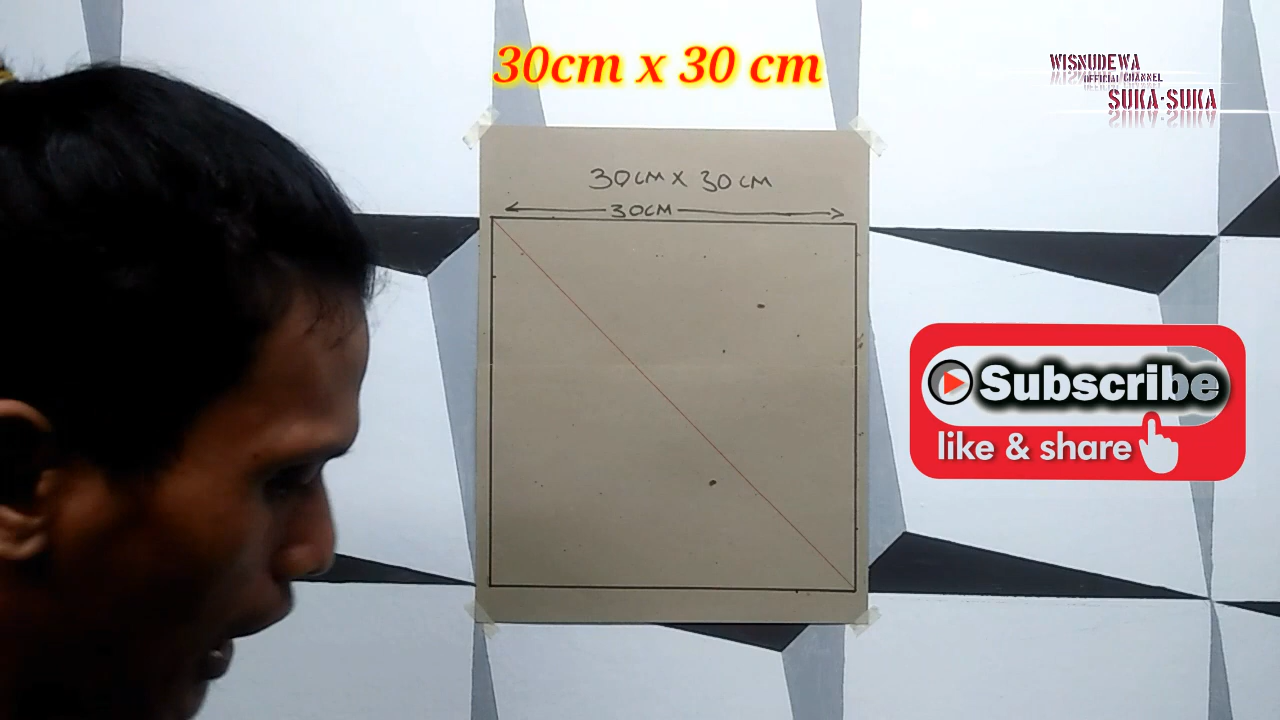 30cm x 30 cm
WISNUDEWA
OFFICIAL CHANNEL
SUKA-SUKA
30CM X 30CM
30CM
Subscribe
like & share